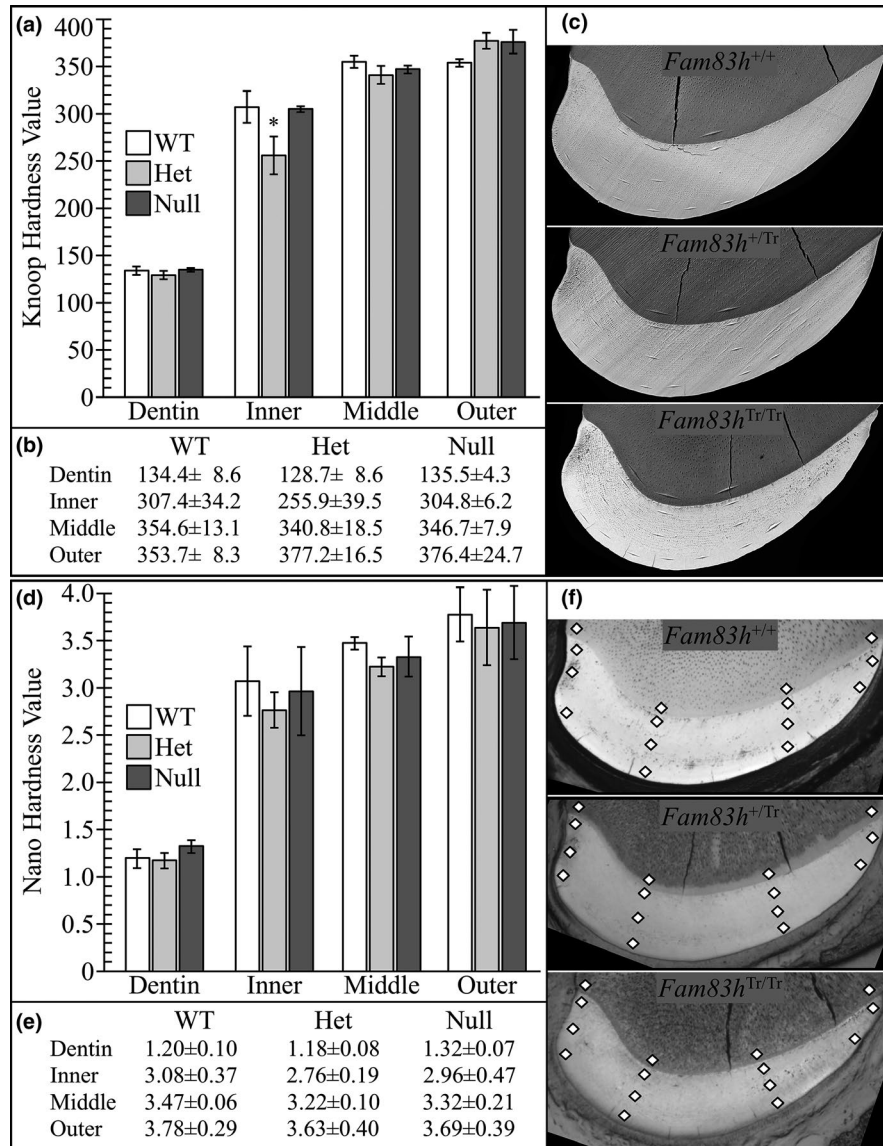 (a)
Knoop Hardness Value
400
350
300
250
200
150
100
50
0
WT
Het
Null
*
Dentin Inner Middle Outer
(b)
WT Het Null
Dentin 134.4± 8.6 128.7± 8.6 135.5±4.3
Inner 307.4±34.2 255.9±39.5 304.8±6.2
Middle 354.6±13.1 340.8±18.5 346.7±7.9
Outer 353.7± 8.3 377.2±16.5 376.4±24.7
(c)
Fam83h+/+
Fam83h+/Tr
Fam83hTr/Tr
(d)
Nano Hardness Value
4.0
3.5
3.0
2.5
2.0
1.5
1.0
0.5
0
WT
Het
Null
Dentin Inner Middle Outer
(e)
WT Het Null
Dentin 1.20±0.10 1.18±0.08 1.32±0.07
Inner 3.08±0.37 2.76±0.19 2.96±0.47
Middle 3.47±0.06 3.22±0.10 3.32±0.21
Outer 3.78±0.29 3.63±0.40 3.69±0.39
(f)
Fam83h+/+
Fam83h+/Tr
Fam83hTr/Tr